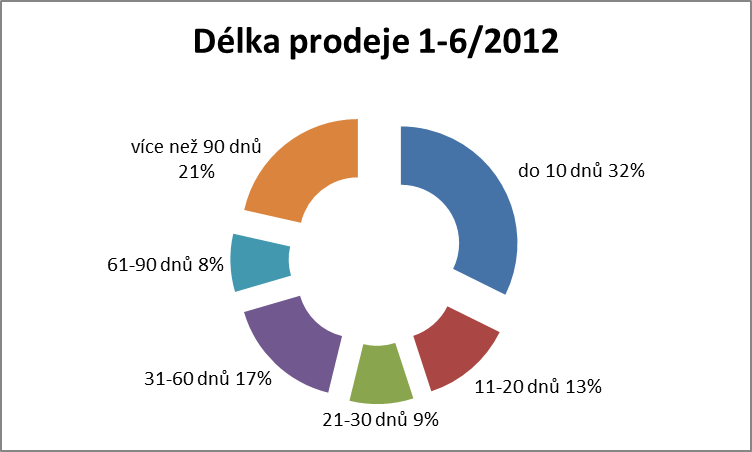 Délka prodeje 1-6/2012
více než 90 dnů
21%
do 10 dnů 32%
61-90 dnů 8%
31-60 dnů 17%
11-20 dnů 13%
21-30 dnů 9%